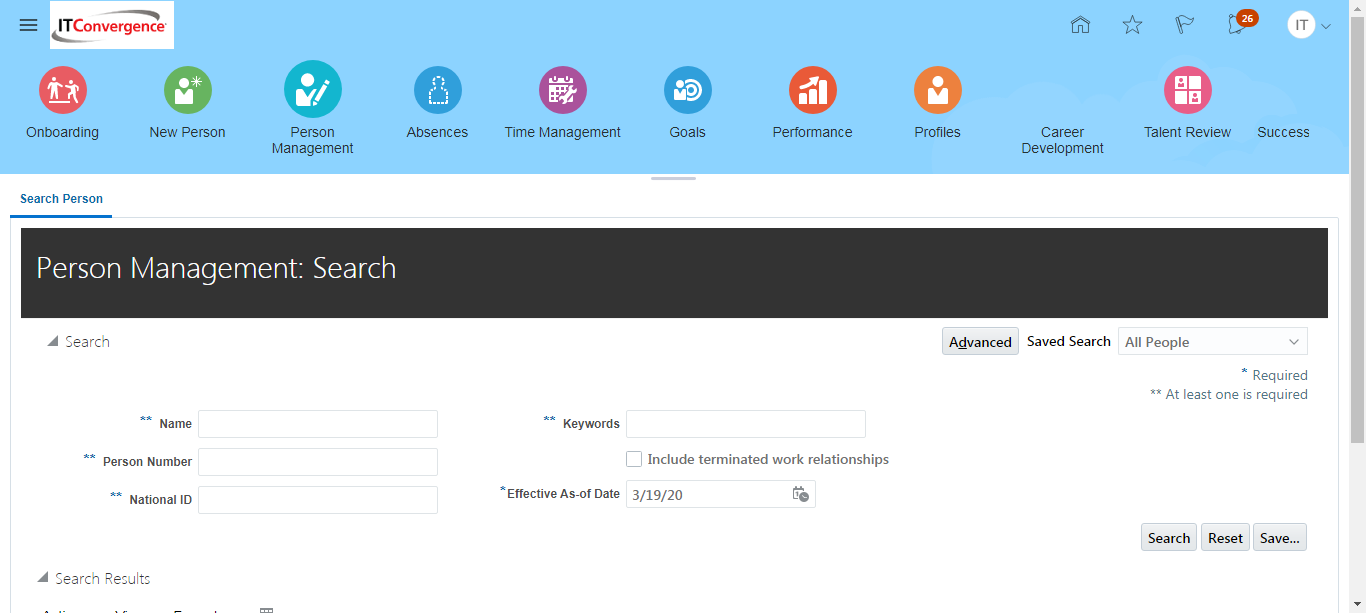 ITConvergence
26
IT
Onboarding
New Person
Person Management
Absences
Time Management
Goals
Performance
Profiles
Career Development
Talent Review
Success
Search Person
Person Management: Search
Search
Advanced
Saved Search
All People
* Required
** At least one is required
** Name
** Keywords
** Person Number
Include terminated work relationships
** National ID
* Effective As-of Date
3/19/20
Search
Reset
Save...
Search Results